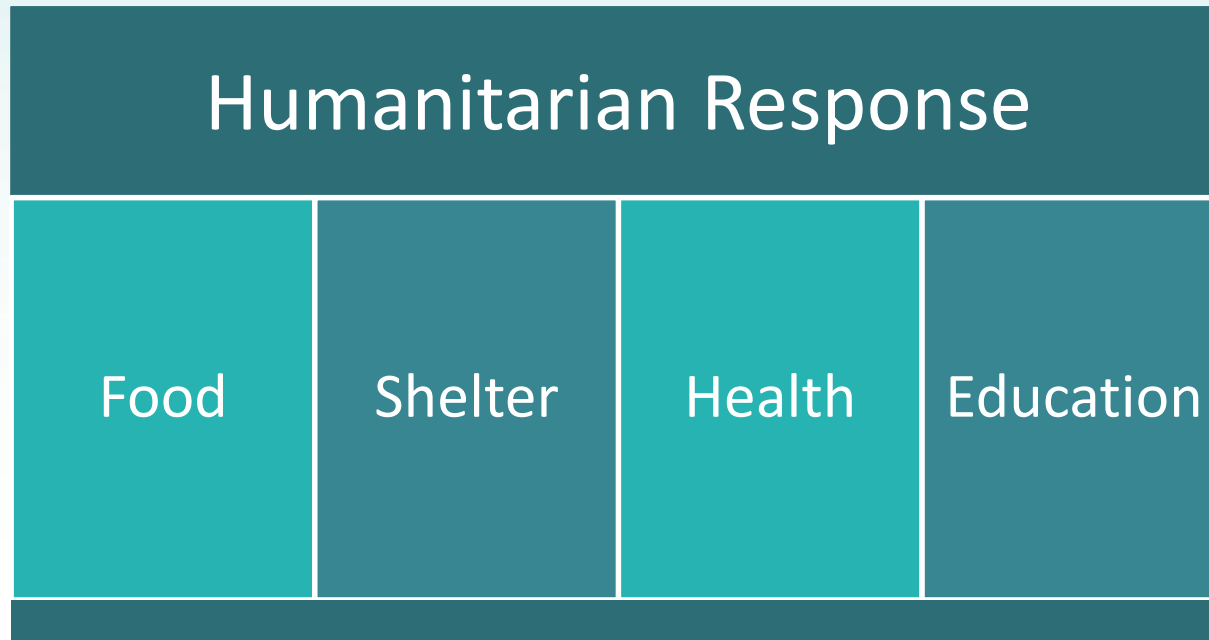 Humanitarian Response
Food
Shelter
Health
Education